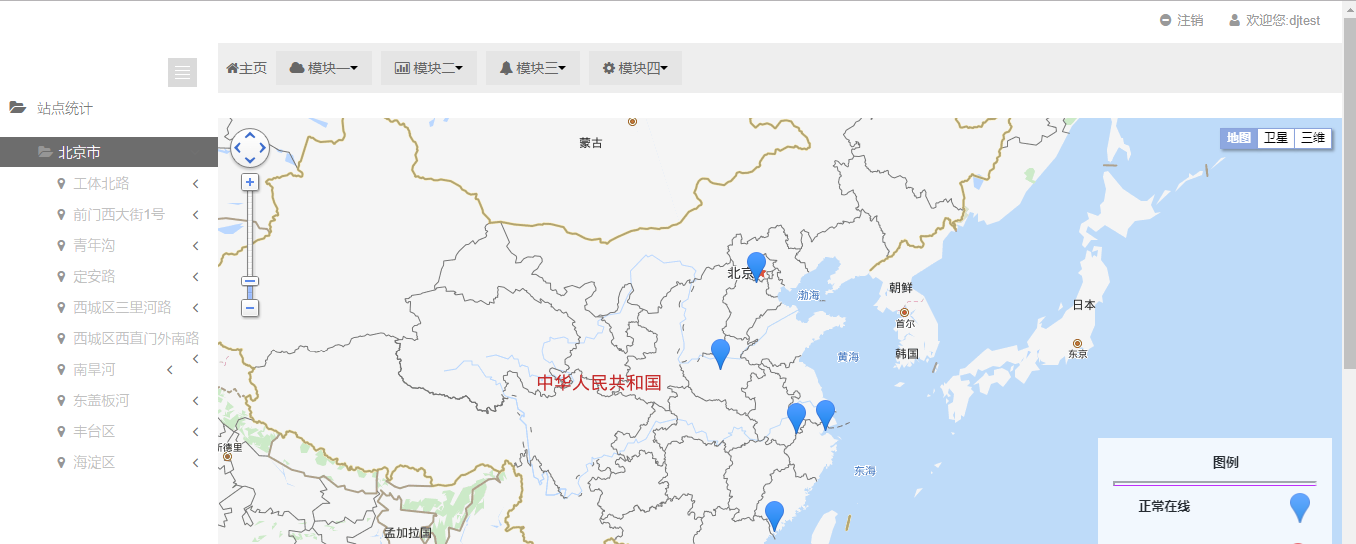 注销 欢迎您:djtest
主页 模块一 模块二 模块三 模块四
站点统计
北京市
工体北路
前门西大街1号
青年沟
定安路
西城区三里河路
西城区西直门外南路
南旱河
东盖板河
丰台区
海淀区
地图 卫星 三维
蒙古
北京
渤海
朝鲜
首尔
韩国
日本
东京
黄海
中华人民共和国
新德里
东海
孟加拉国
图例
正常在线